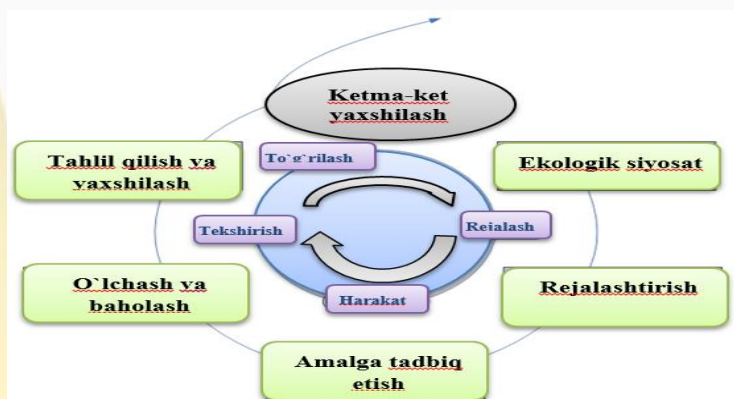 Ketma-ket
yaxshilash
To`g`rilash
Tahlil qilish va
yaxshilash
Ekologik siyosat
Tekshirish
Rejalash
O`lchash va
baholash
Rejalashtirish
Harakat
Amalga tadbiq
etish